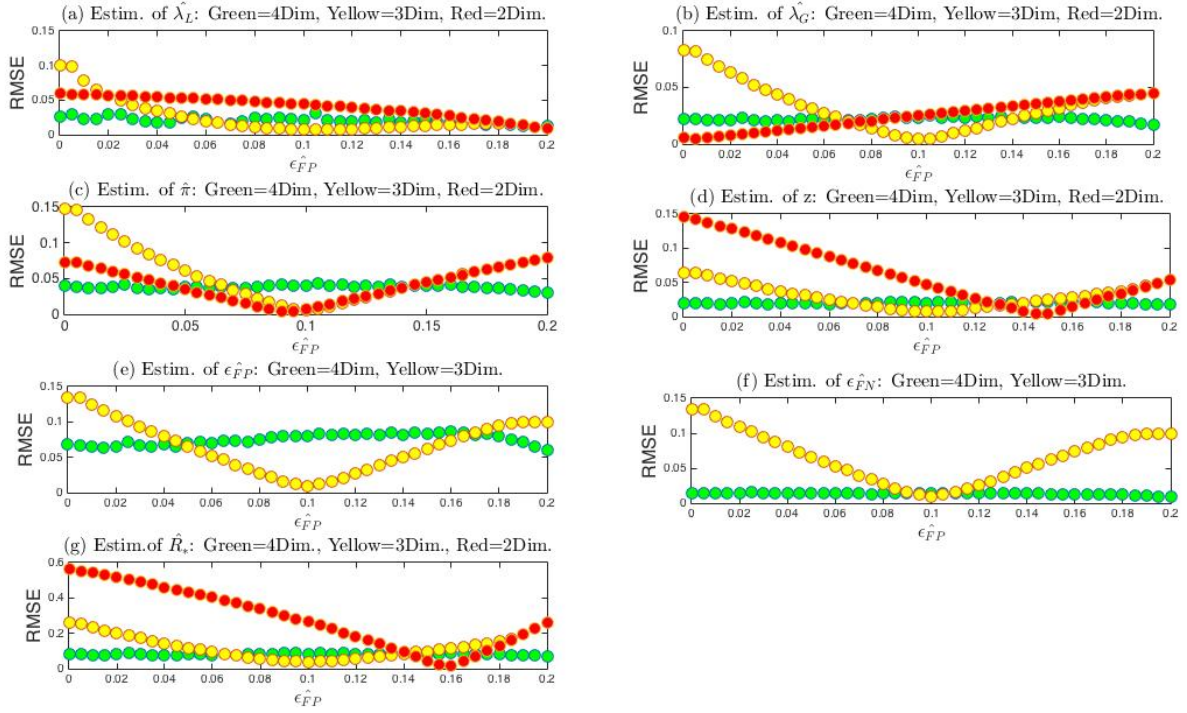 (a) Estim. of λ̂_L: Green=4Dim, Yellow=3Dim, Red=2Dim.
0.15
0.1
0.05
0
RMSE
0 0.02 0.04 0.06 0.08 0.1 0.12 0.14 0.16 0.18 0.2
ϵ̂_FP
(b) Estim. of λ̂_G: Green=4Dim, Yellow=3Dim, Red=2Dim.
0.1
0.05
0
RMSE
0 0.02 0.04 0.06 0.08 0.1 0.12 0.14 0.16 0.18 0.2
ϵ̂_FP
(c) Estim. of π̂: Green=4Dim, Yellow=3Dim, Red=2Dim.
0.15
0.1
0.05
0
RMSE
0 0.05 0.1 0.15 0.2
ϵ̂_FP
(d) Estim. of z: Green=4Dim, Yellow=3Dim, Red=2Dim.
0.15
0.1
0.05
0
RMSE
0 0.02 0.04 0.06 0.08 0.1 0.12 0.14 0.16 0.18 0.2
ϵ̂_FP
(e) Estim. of ϵ̂_FP: Green=4Dim, Yellow=3Dim.
0.15
0.1
0.05
0
RMSE
0 0.02 0.04 0.06 0.08 0.1 0.12 0.14 0.16 0.18 0.2
ϵ̂_FP
(f) Estim. of ϵ̂_FN: Green=4Dim, Yellow=3Dim.
0.15
0.1
0.05
0
RMSE
0 0.02 0.04 0.06 0.08 0.1 0.12 0.14 0.16 0.18 0.2
ϵ̂_FP
(g) Estim.of R̂_*: Green=4Dim., Yellow=3Dim., Red=2Dim.
0.6
0.4
0.2
0
RMSE
0 0.02 0.04 0.06 0.08 0.1 0.12 0.14 0.16 0.18 0.2
ϵ̂_FP